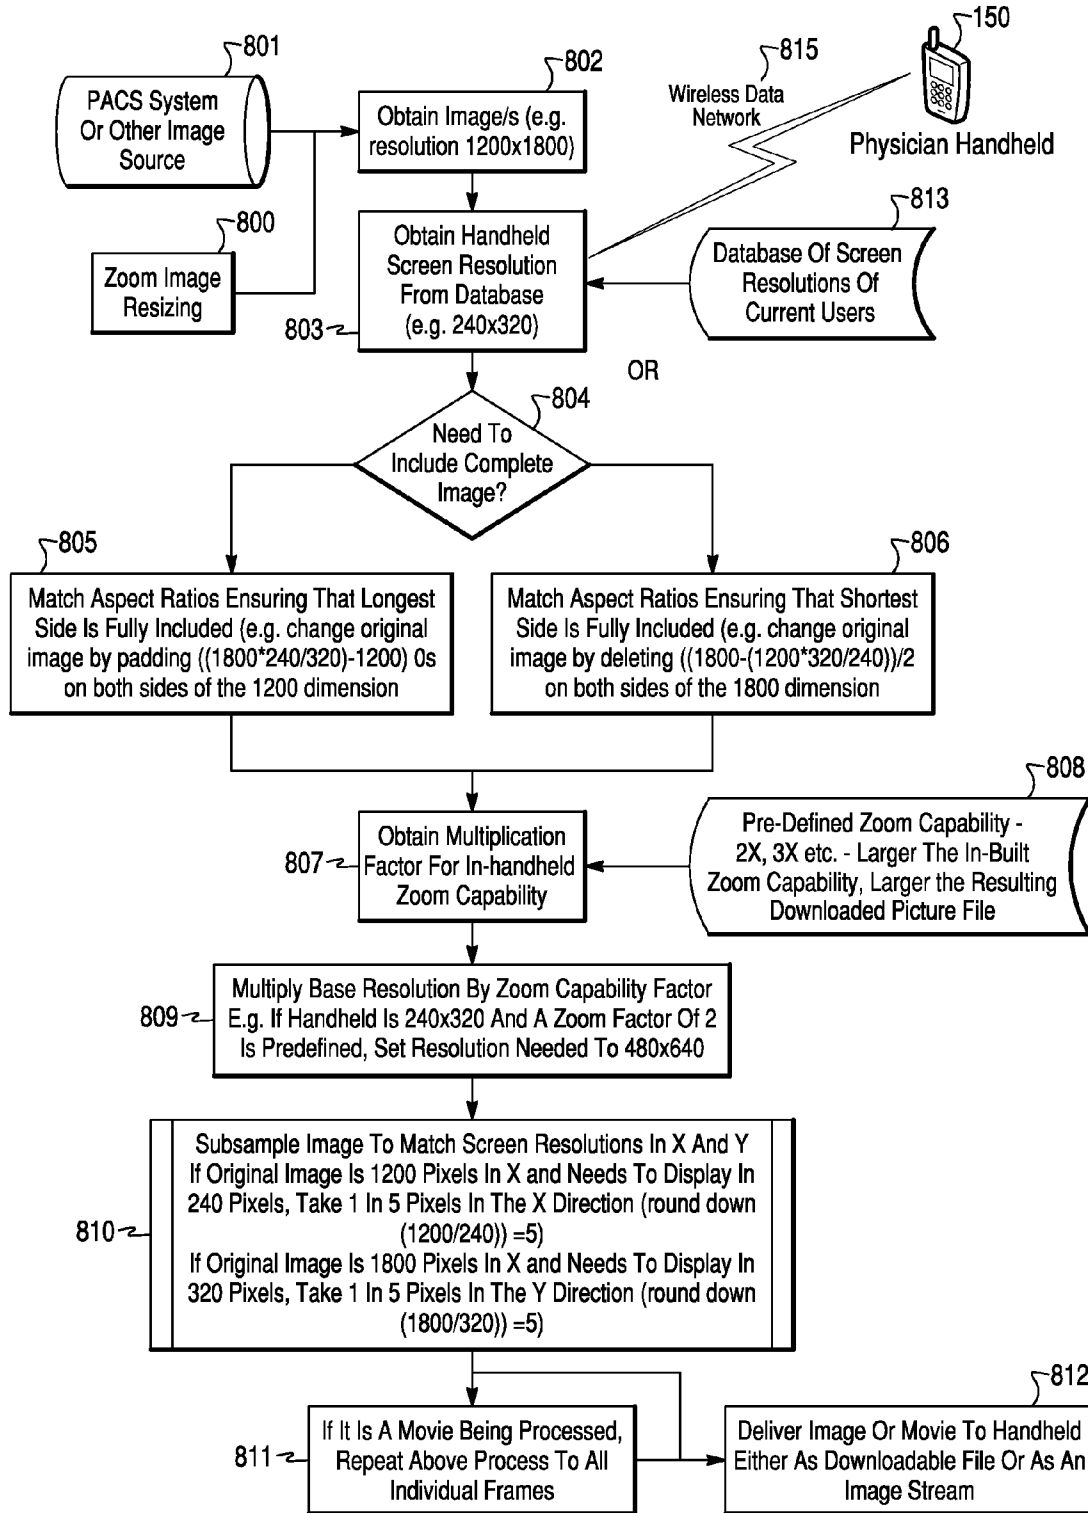 801
PACS System
Or Other Image
Source
802
Obtain Image/s (e.g.
resolution 1200x1800)
815
Wireless Data
Network
150
Physician Handheld
800
Zoom Image
Resizing
803
Obtain Handheld
Screen Resolution
From Database
(e.g. 240x320)
813
Database Of Screen
Resolutions Of
Current Users
OR
804
Need To
Include Complete
Image?
805
Match Aspect Ratios Ensuring That Longest
Side Is Fully Included (e.g. change original
image by padding ((1800*240/320)-1200) 0s
on both sides of the 1200 dimension
806
Match Aspect Ratios Ensuring That Shortest
Side Is Fully Included (e.g. change original
image by deleting ((1800-(1200*320/240))/2
on both sides of the 1800 dimension
807
Obtain Multiplication
Factor For In-handheld
Zoom Capability
808
Pre-Defined Zoom Capability -
2X, 3X etc. - Larger The In-Built
Zoom Capability, Larger the Resulting
Downloaded Picture File
809
Multiply Base Resolution By Zoom Capability Factor
E.g. If Handheld Is 240x320 And A Zoom Factor Of 2
Is Predefined, Set Resolution Needed To 480x640
810
Subsample Image To Match Screen Resolutions In X And Y
If Original Image Is 1200 Pixels In X and Needs To Display In
240 Pixels, Take 1 In 5 Pixels In The X Direction (round down
(1200/240)) =5)
If Original Image Is 1800 Pixels In X and Needs To Display In
320 Pixels, Take 1 In 5 Pixels In The Y Direction (round down
(1800/320)) =5)
811
If It Is A Movie Being Processed,
Repeat Above Process To All
Individual Frames
812
Deliver Image Or Movie To Handheld
Either As Downloadable File Or As An
Image Stream